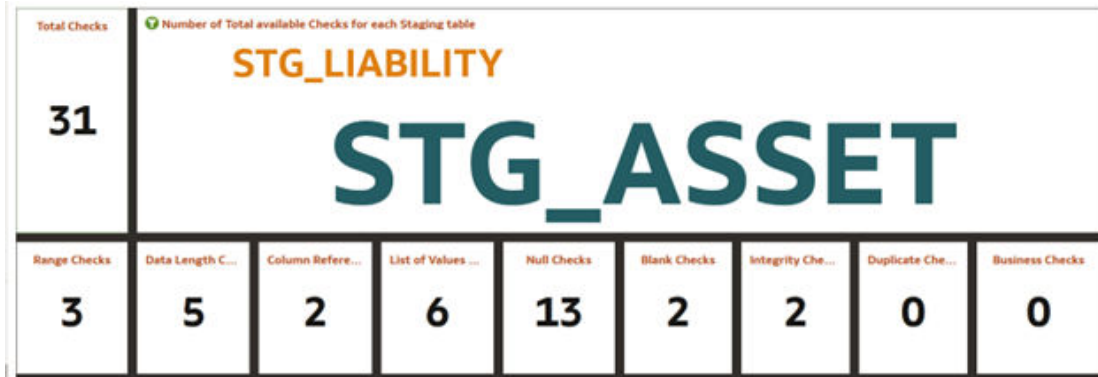 Total Checks
31
Number of Total available Checks for each Staging table
STG_LIABILITY
STG_ASSET
Range Checks
3
Data Length C...
5
Column Refere...
2
List of Values ...
6
Null Checks
13
Blank Checks
2
Integrity Che...
2
Duplicate Che...
0
Business Checks
0